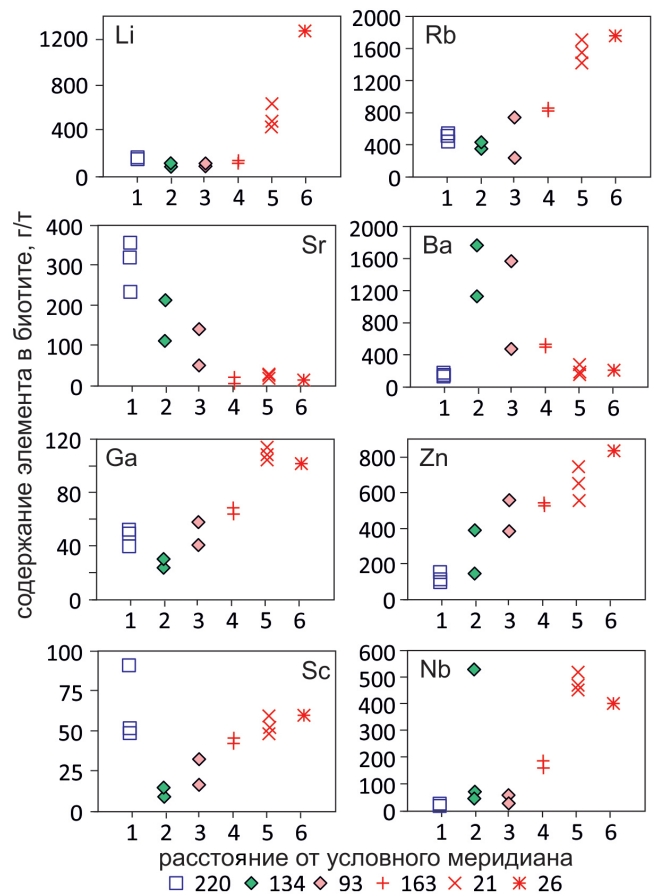 Li
1200
800
400
0
1 2 3 4 5 6
Rb
2000
1600
1200
800
400
0
1 2 3 4 5 6
Sr
400
300
200
100
0
1 2 3 4 5 6
Ba
2000
1600
1200
800
400
0
1 2 3 4 5 6
Ga
120
80
40
0
1 2 3 4 5 6
Zn
800
600
400
200
0
1 2 3 4 5 6
Sc
100
75
50
25
0
1 2 3 4 5 6
Nb
600
500
400
300
200
100
0
1 2 3 4 5 6
содержание элемента в биотите, г/т
расстояние от условного меридиана
220 134 93 163 21 26